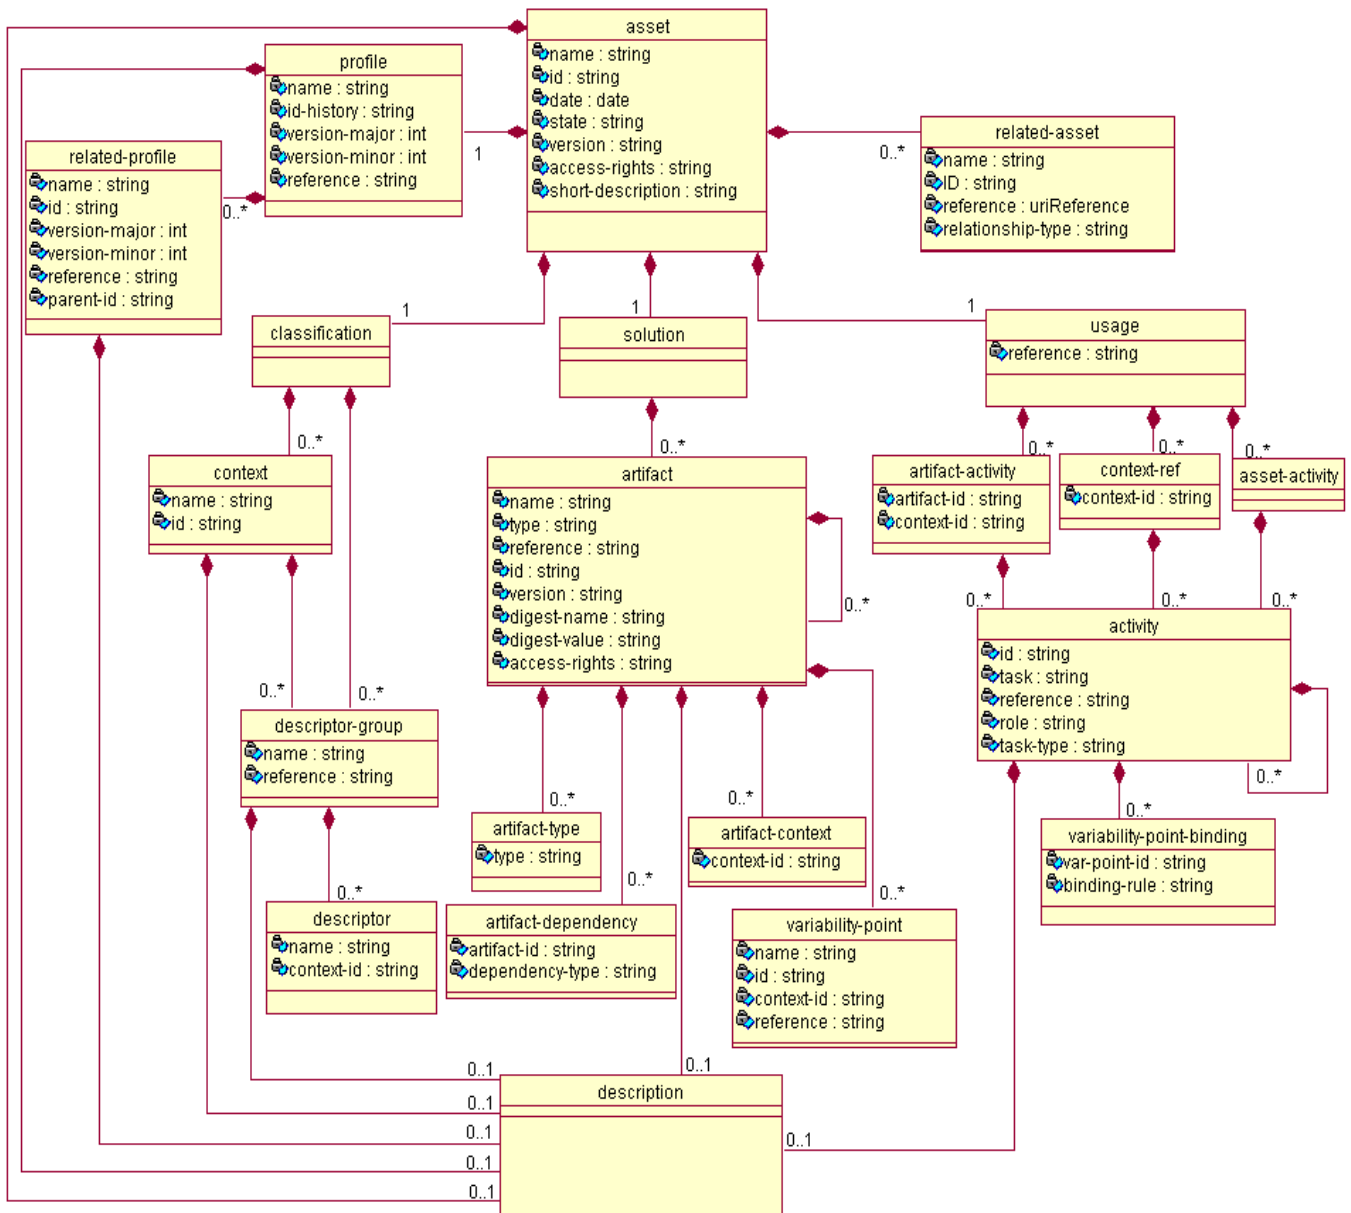 asset
name : string
id : string
date : date
state : string
version : string
access-rights : string
short-description : string
profile
name : string
id-history : string
version-major : int
version-minor : int
reference : string
1
related-asset
name : string
ID : string
reference : uriReference
relationship-type : string
0..*
related-profile
name : string
id : string
version-major : int
version-minor : int
reference : string
parent-id : string
0..*
1
1
1
classification
solution
usage
reference : string
0..*
0..*
0..*
0..*
0..*
context
name : string
id : string
artifact
name : string
type : string
reference : string
id : string
version : string
digest-name : string
digest-value : string
access-rights : string
0..*
artifact-activity
artifact-id : string
context-id : string
context-ref
context-id : string
asset-activity
0..*
0..*
0..*
activity
id : string
task : string
reference : string
role : string
task-type : string
0..*
0..*
0..*
descriptor-group
name : string
reference : string
0..*
0..*
0..*
artifact-type
type : string
artifact-context
context-id : string
variability-point-binding
var-point-id : string
binding-rule : string
0..*
0..*
0..*
descriptor
name : string
context-id : string
artifact-dependency
artifact-id : string
dependency-type : string
variability-point
name : string
id : string
context-id : string
reference : string
0..1
0..1
0..1
0..1
0..1
0..1
0..1
description